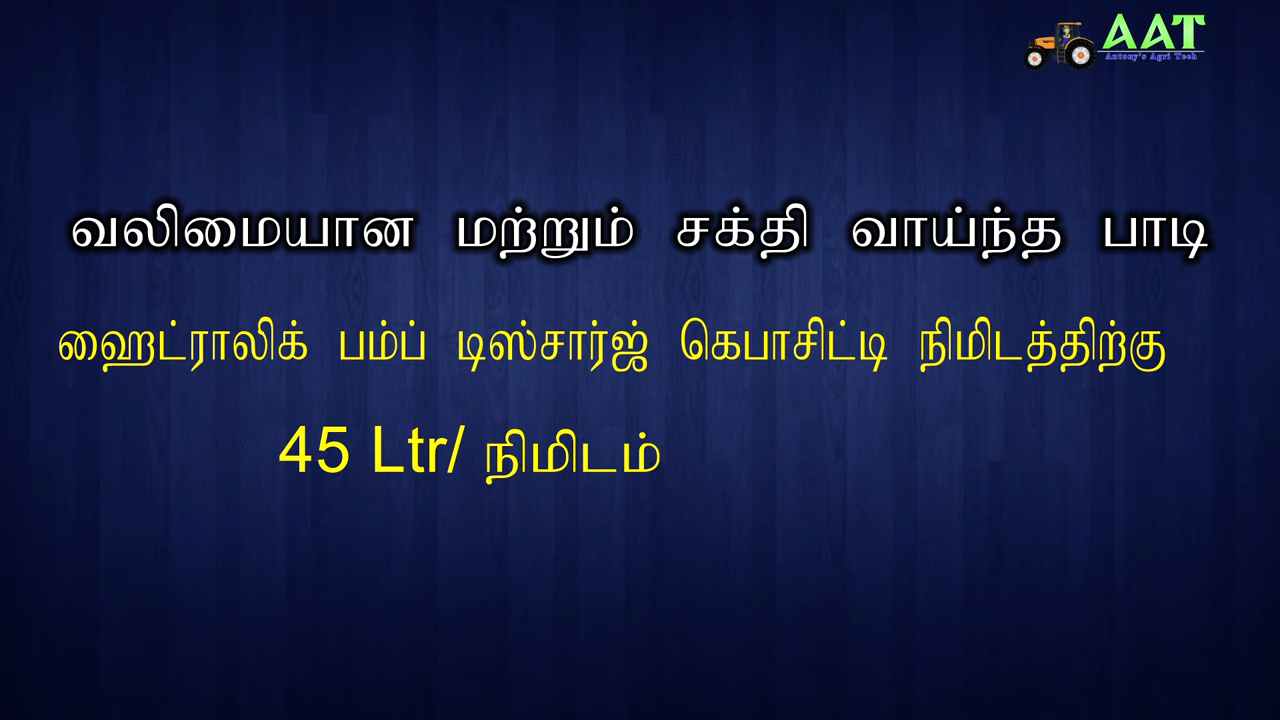 AAT
Antony's Agri Tech
வலிமையான மற்றும் சக்தி வாய்ந்த பாடி
ஹைட்ராலிக் பம்ப் டிஸ்சார்ஜ் கெபாசிட்டி நிமிடத்திற்கு
45 Ltr/ நிமிடம்